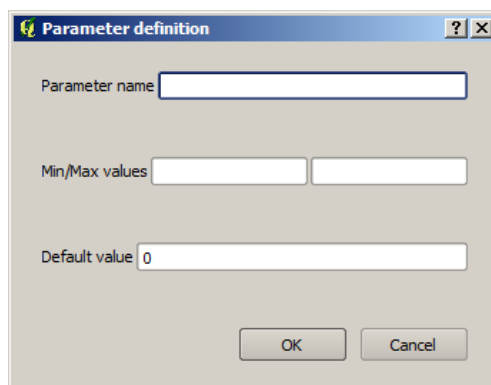 Parameter definition
Parameter name
Min/Max values
Default value 0
OK Cancel